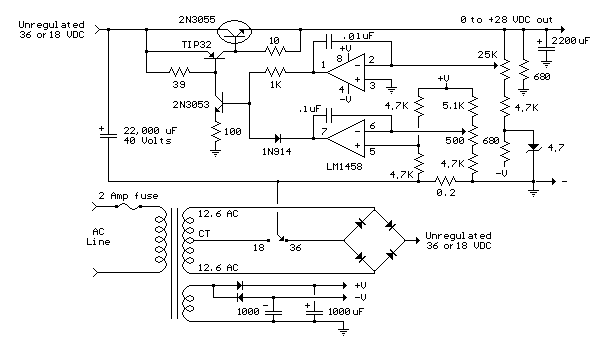 Unregulated
36 or 18 VDC
2N3055
0 to +28 VDC out
TIP32
10
.01uF
+V
8
1
2
3
4
-V
25K
+
2200uF
680
39
1K
2N3053
100
+
22,000 uF
40 Volts
.1uF
7
6
5
1N914
LM1458
+V
4.7K
5.1K
4.7K
500
680
4.7K
4.7K
-V
4.7
0.2
-
2 Amp fuse
AC
Line
12.6 AC
CT
12.6 AC
18
36
Unregulated
36 or 18 VDC
+V
-V
1000
-
+
1000uF